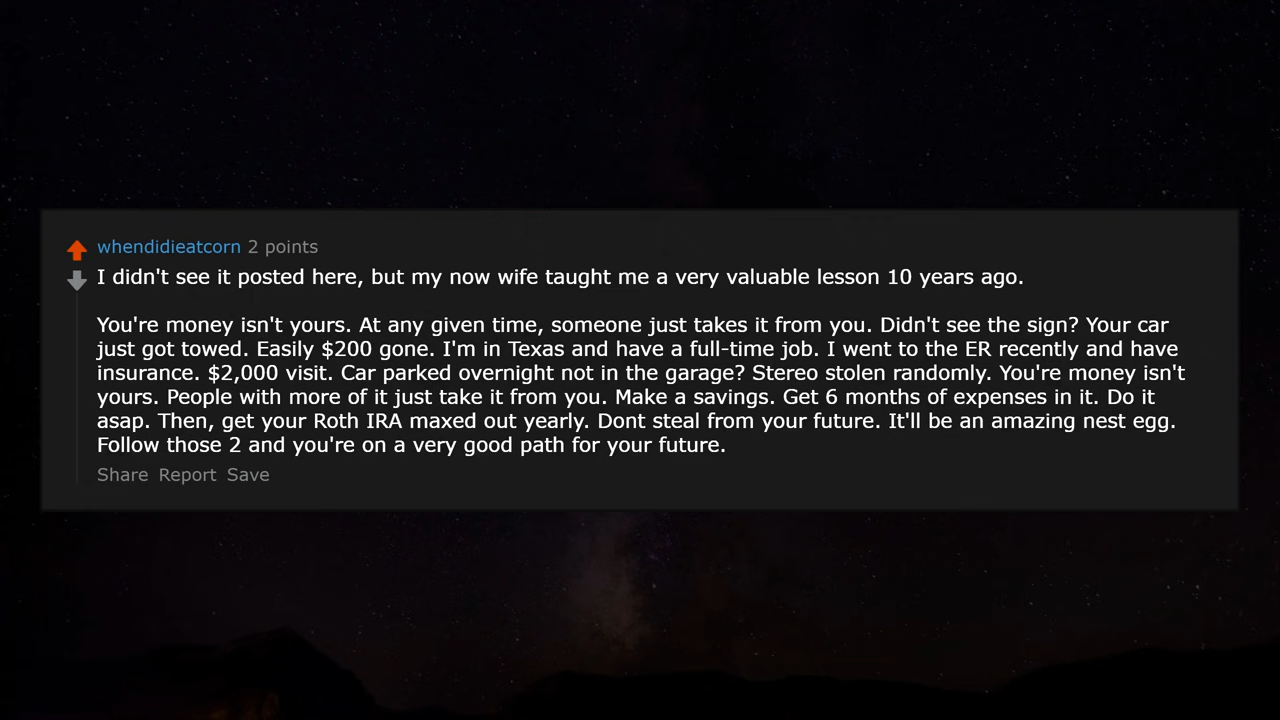 whendidieatcorn 2 points
I didn't see it posted here, but my now wife taught me a very valuable lesson 10 years ago.
You're money isn't yours. At any given time, someone just takes it from you. Didn't see the sign? Your car
just got towed. Easily $200 gone. I'm in Texas and have a full-time job. I went to the ER recently and have
insurance. $2,000 visit. Car parked overnight not in the garage? Stereo stolen randomly. You're money isn't
yours. People with more of it just take it from you. Make a savings. Get 6 months of expenses in it. Do it
asap. Then, get your Roth IRA maxed out yearly. Dont steal from your future. It'll be an amazing nest egg.
Follow those 2 and you're on a very good path for your future.
Share Report Save